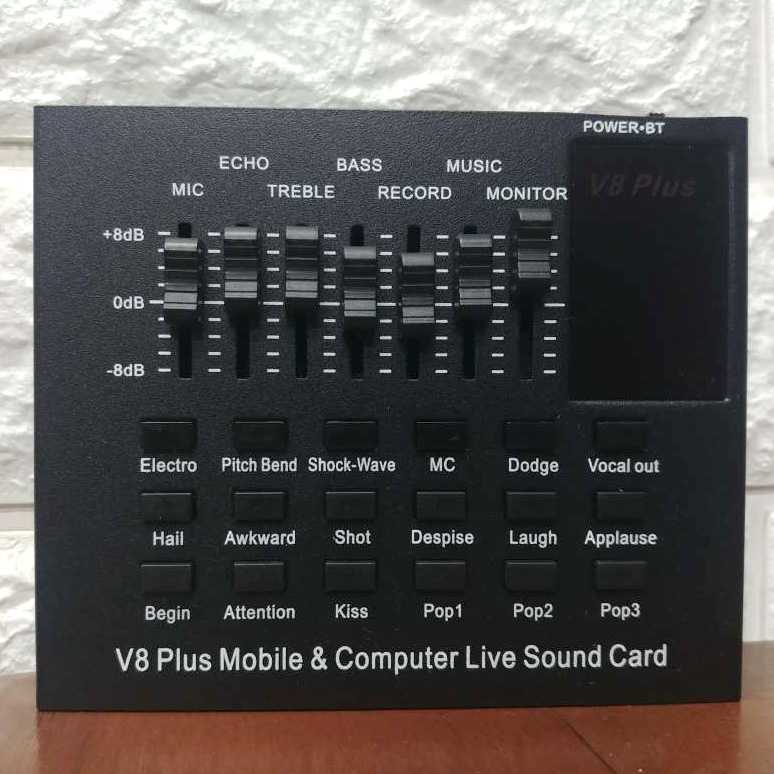 POWER•BT
V8 Plus
ECHO BASS MUSIC
MIC TREBLE RECORD MONITOR
+8dB
0dB
-8dB
Electro Pitch Bend Shock-Wave MC Dodge Vocal out
Hail Awkward Shot Despise Laugh Applause
Begin Attention Kiss Pop1 Pop2 Pop3
V8 Plus Mobile & Computer Live Sound Card